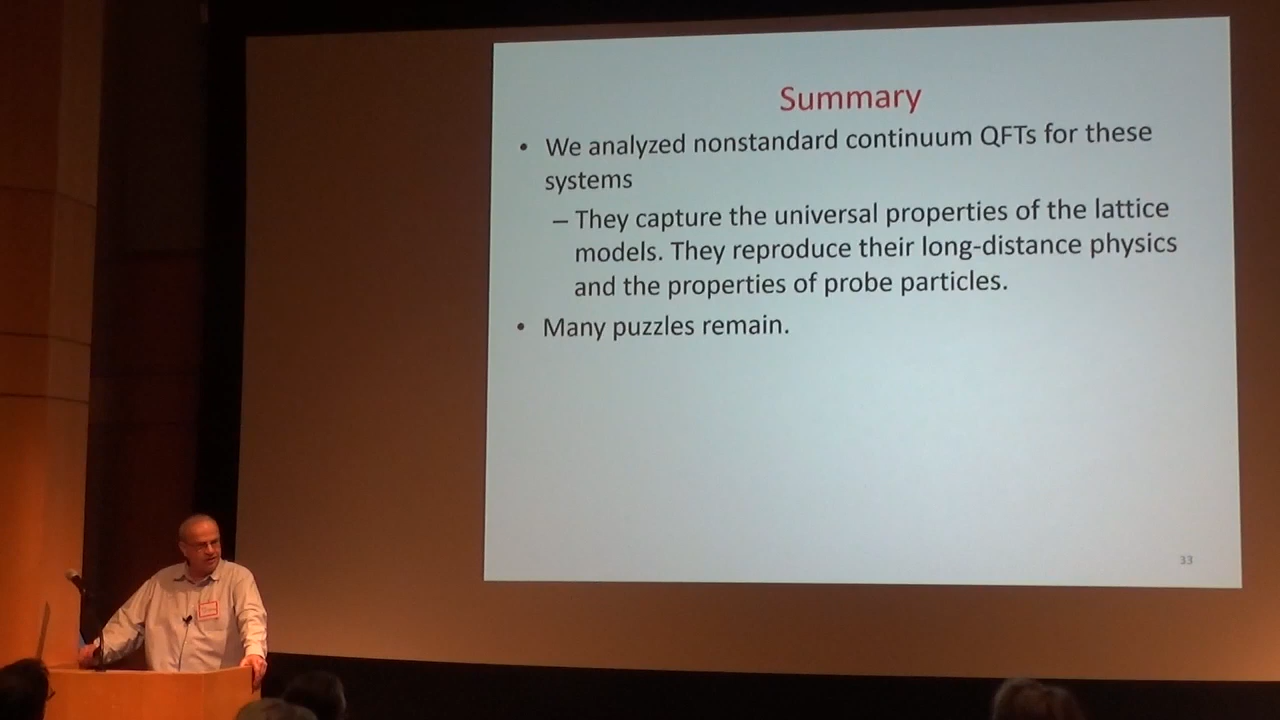 Summary
• We analyzed nonstandard continuum QFTs for these
systems
– They capture the universal properties of the lattice
models. They reproduce their long-distance physics
and the properties of probe particles.
• Many puzzles remain.
33